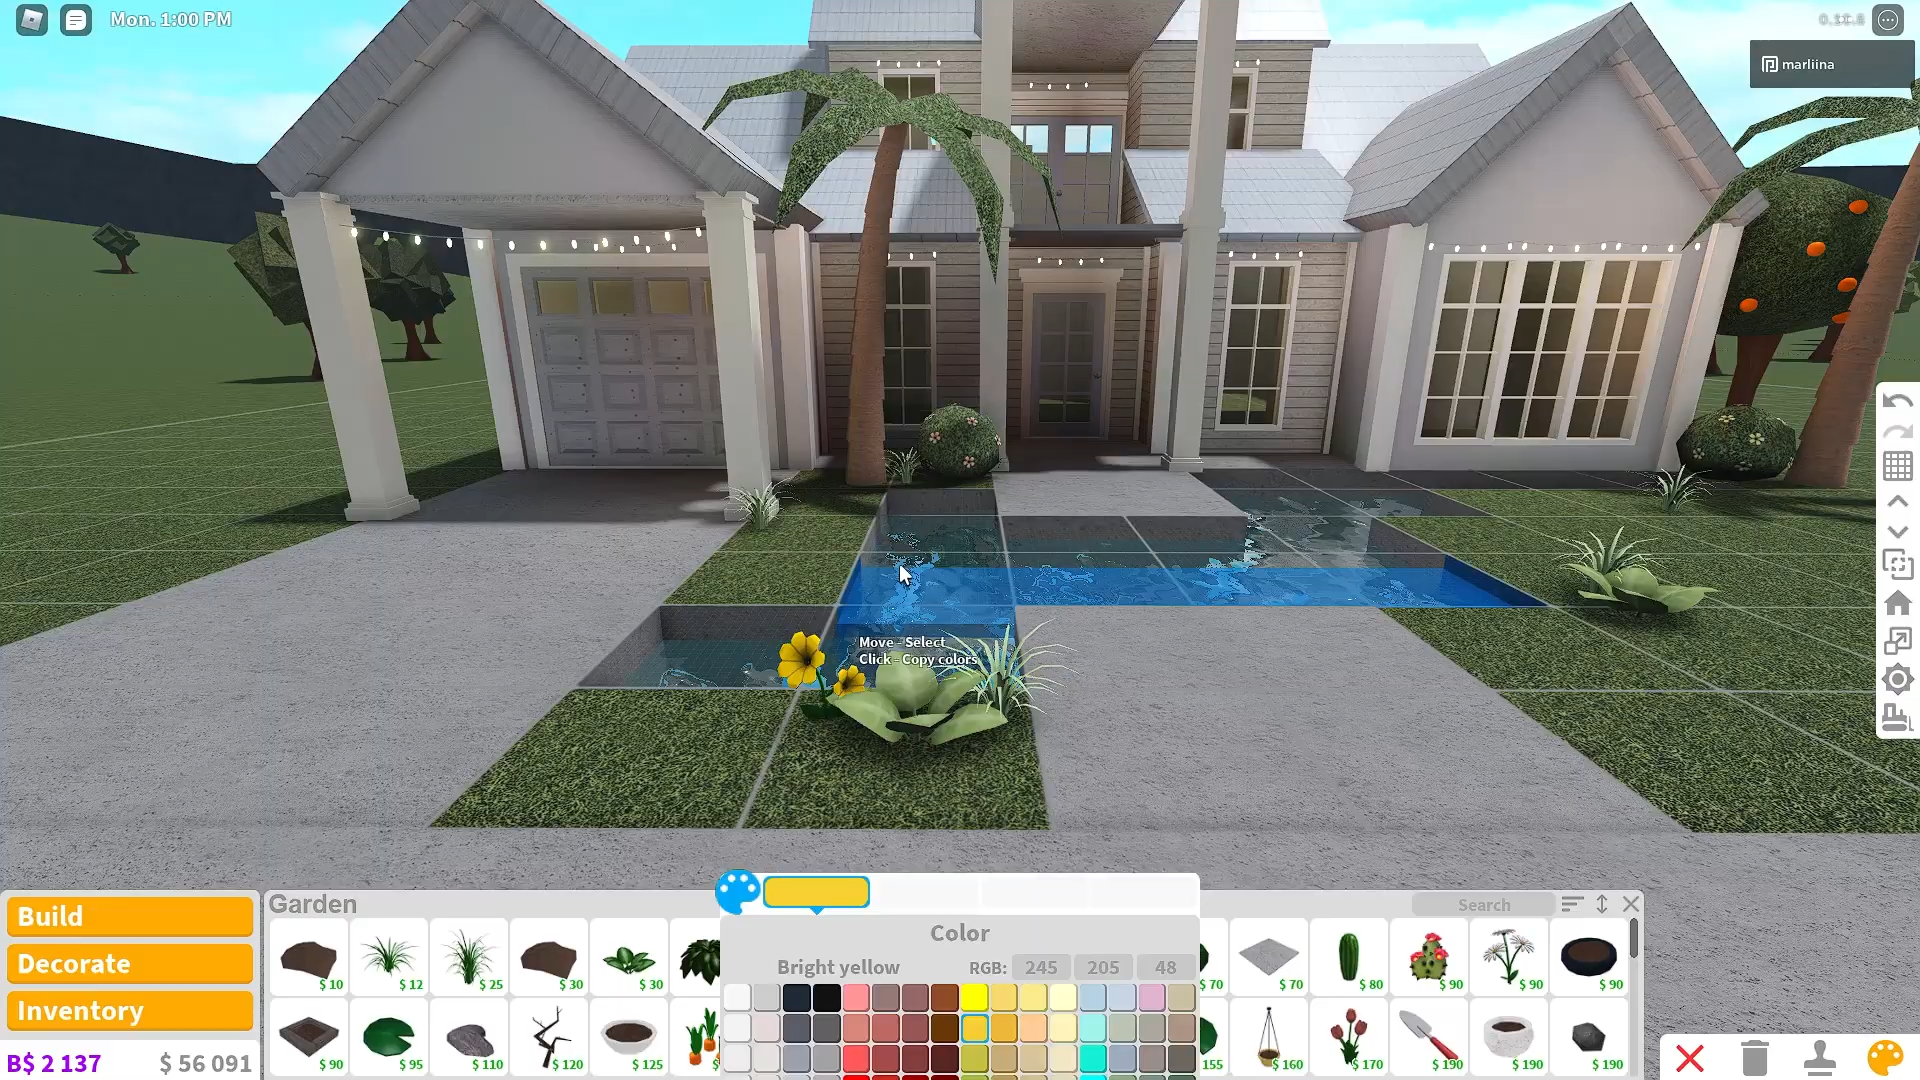 Mon. 1:00 PM
marliina
Move - Select
Click - Copy colors
Build
Decorate
Inventory
B$ 2 137
$ 56 091
Garden
Search
Color
Bright yellow
RGB: 245 205 48
$ 10
$ 12
$ 25
$ 30
$ 30
$ 70
$ 70
$ 80
$ 90
$ 90
$ 90
$ 90
$ 95
$ 110
$ 120
$ 125
$
155
$ 160
$ 170
$ 190
$ 190
$ 190